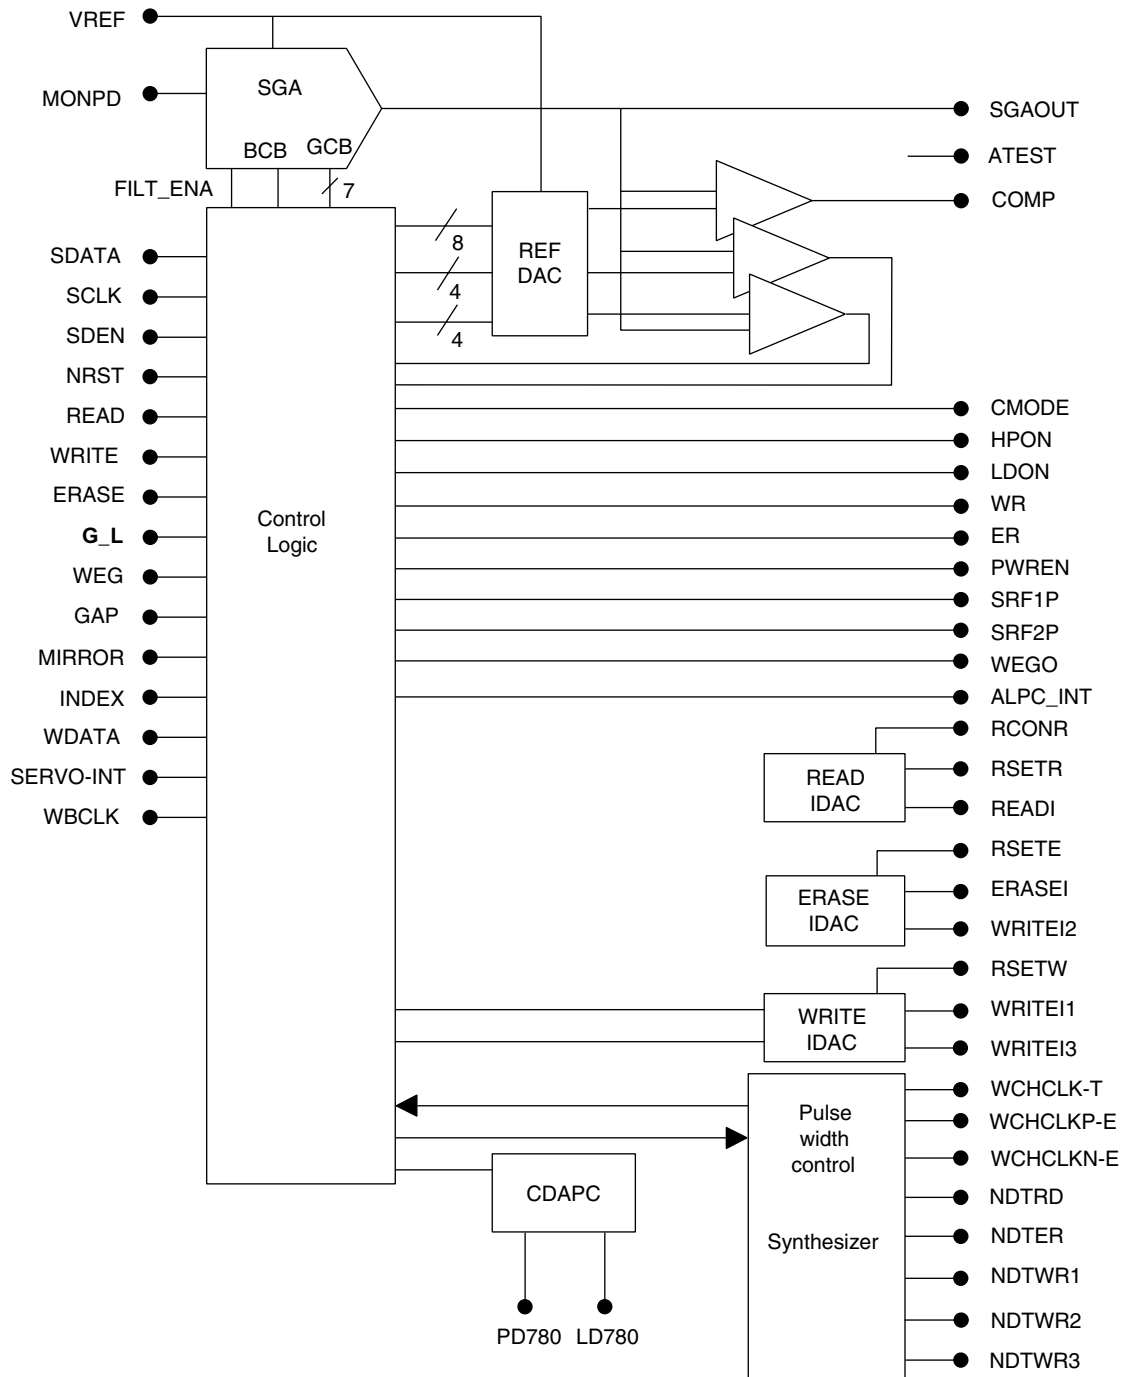 VREF
MONPD
SGA
BCB
GCB
FILT_ENA
7
SGAOUT
ATEST
COMP
8
4
4
REF
DAC
SDATA
SCLK
SDEN
NRST
READ
WRITE
ERASE
G_L
WEG
GAP
MIRROR
INDEX
WDATA
SERVO-INT
WBCLK
Control
Logic
CMODE
HPON
LDON
WR
ER
PWREN
SRF1P
SRF2P
WEGO
ALPC_INT
RCONR
RSETR
READI
READ
IDAC
RSETE
ERASEI
WRITEI2
ERASE
IDAC
RSETW
WRITEI1
WRITEI3
WRITE
IDAC
Pulse
width
control
Synthesizer
WCHCLK-T
WCHCLKP-E
WCHCLKN-E
NDTRD
NDTER
NDTWR1
NDTWR2
NDTWR3
CDAPC
PD780
LD780